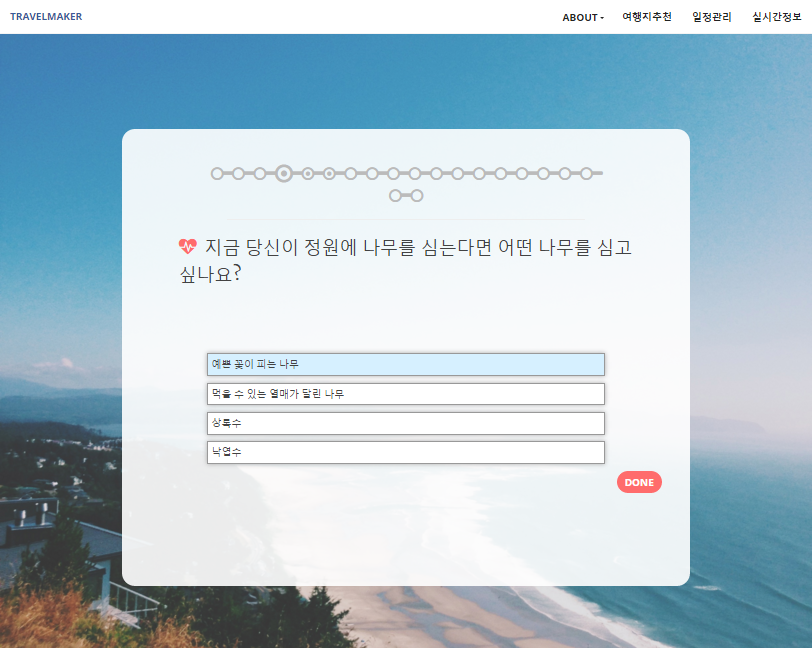 TRAVELMAKER
ABOUT
여행지추천
일정관리
실시간정보
지금 당신이 정원에 나무를 심는다면 어떤 나무를 심고
싶나요?
예쁜 꽃이 피는 나무
먹을 수 있는 열매가 달린 나무
상록수
낙엽수
DONE